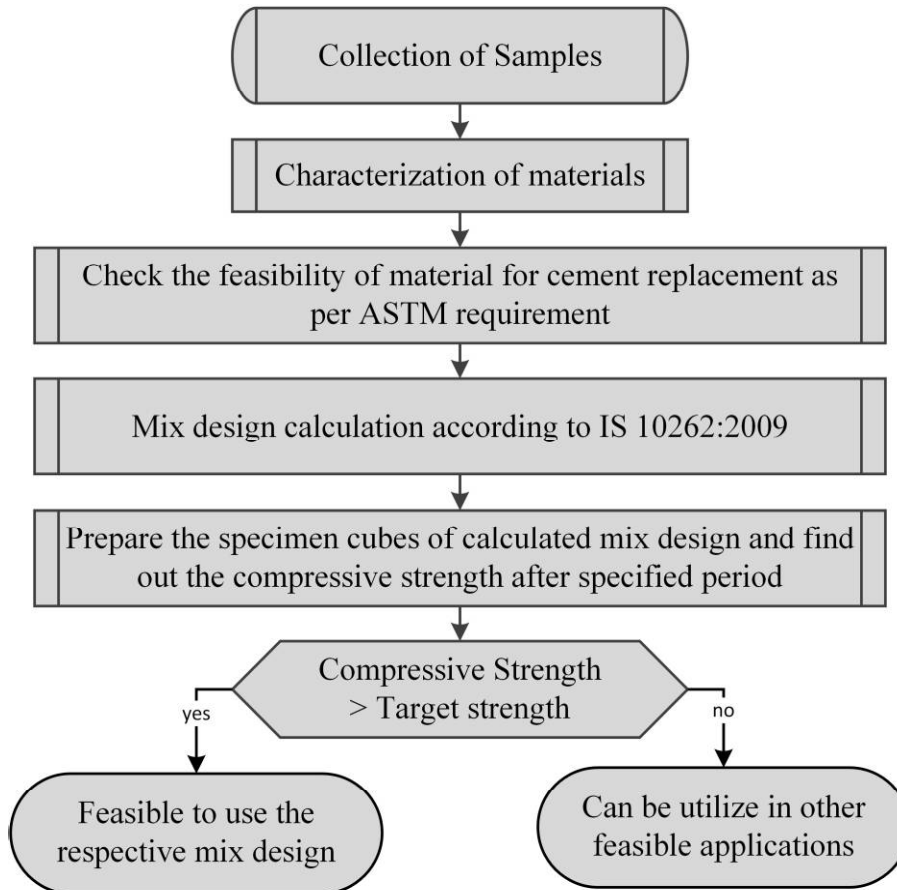 Collection of Samples
Characterization of materials
Check the feasibility of material for cement replacement as
per ASTM requirement
Mix design calculation according to IS 10262:2009
Prepare the specimen cubes of calculated mix design and find
out the compressive strength after specified period
Compressive Strength
> Target strength
yes
no
Feasible to use the
respective mix design
Can be utilize in other
feasible applications